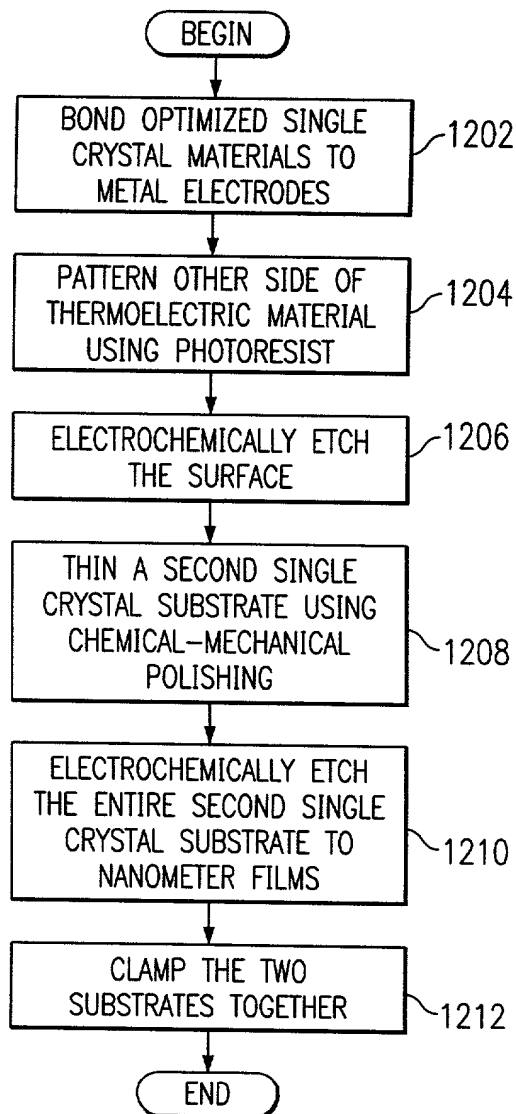 BEGIN
BOND OPTIMIZED SINGLE
CRYSTAL MATERIALS TO
METAL ELECTRODES
1202
PATTERN OTHER SIDE OF
THERMOELECTRIC MATERIAL
USING PHOTORESIST
1204
ELECTROCHEMICALLY ETCH
THE SURFACE
1206
THIN A SECOND SINGLE
CRYSTAL SUBSTRATE USING
CHEMICAL-MECHANICAL
POLISHING
1208
ELECTROCHEMICALLY ETCH
THE ENTIRE SECOND SINGLE
CRYSTAL SUBSTRATE TO
NANOMETER FILMS
1210
CLAMP THE TWO
SUBSTRATES TOGETHER
1212
END